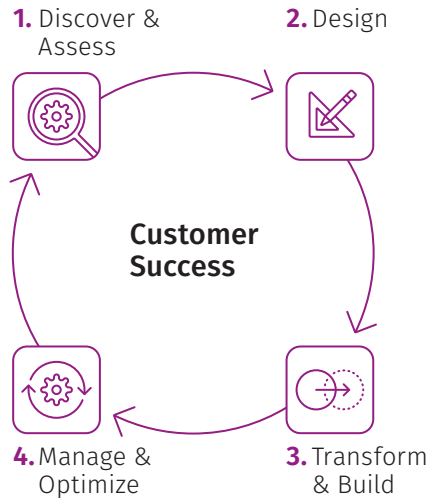 1. Discover &
Assess
2. Design
Customer
Success
3. Transform
& Build
4. Manage &
Optimize